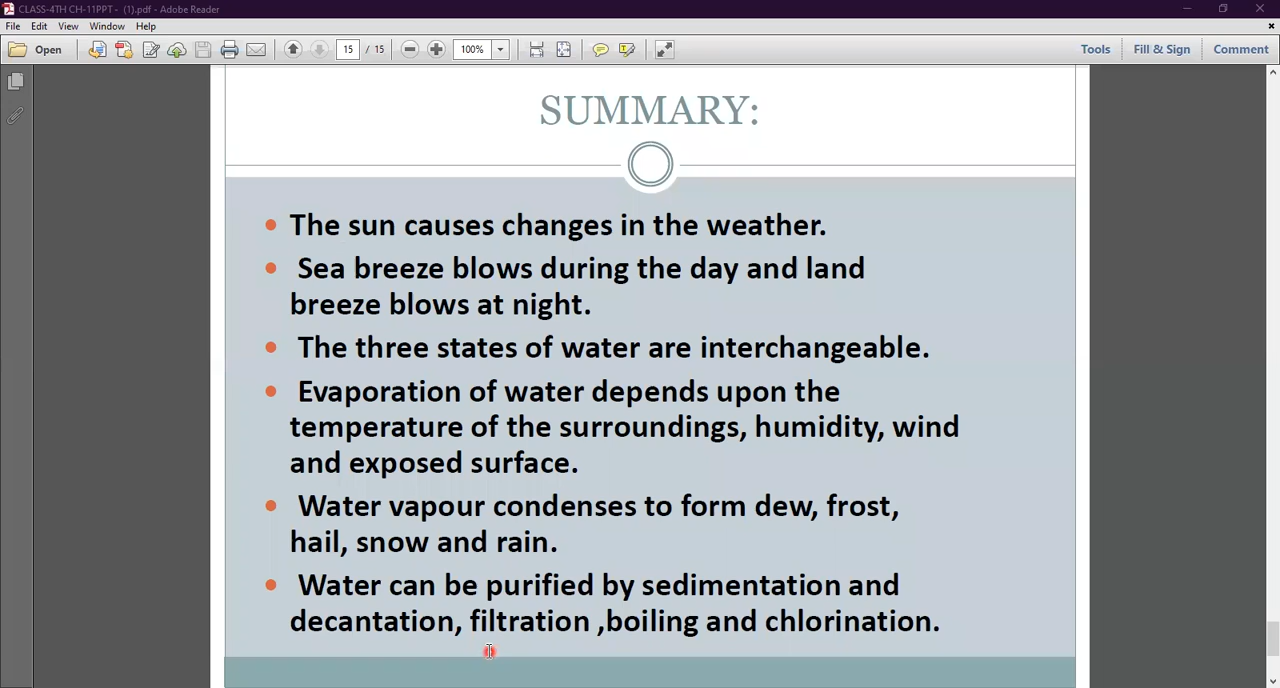 CLASS-4TH CH-11PPT - (1).pdf - Adobe Reader
File Edit View Window Help
Open 15 / 15 100% Tools Fill & Sign Comment
SUMMARY:
The sun causes changes in the weather.
Sea breeze blows during the day and land
breeze blows at night.
The three states of water are interchangeable.
Evaporation of water depends upon the
temperature of the surroundings, humidity, wind
and exposed surface.
Water vapour condenses to form dew, frost,
hail, snow and rain.
Water can be purified by sedimentation and
decantation, filtration ,boiling and chlorination.